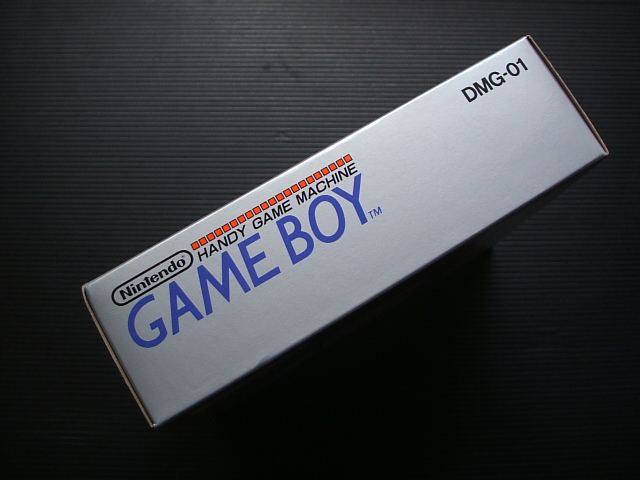 DMG-01
HANDY GAME MACHINE
Nintendo
GAME BOY™